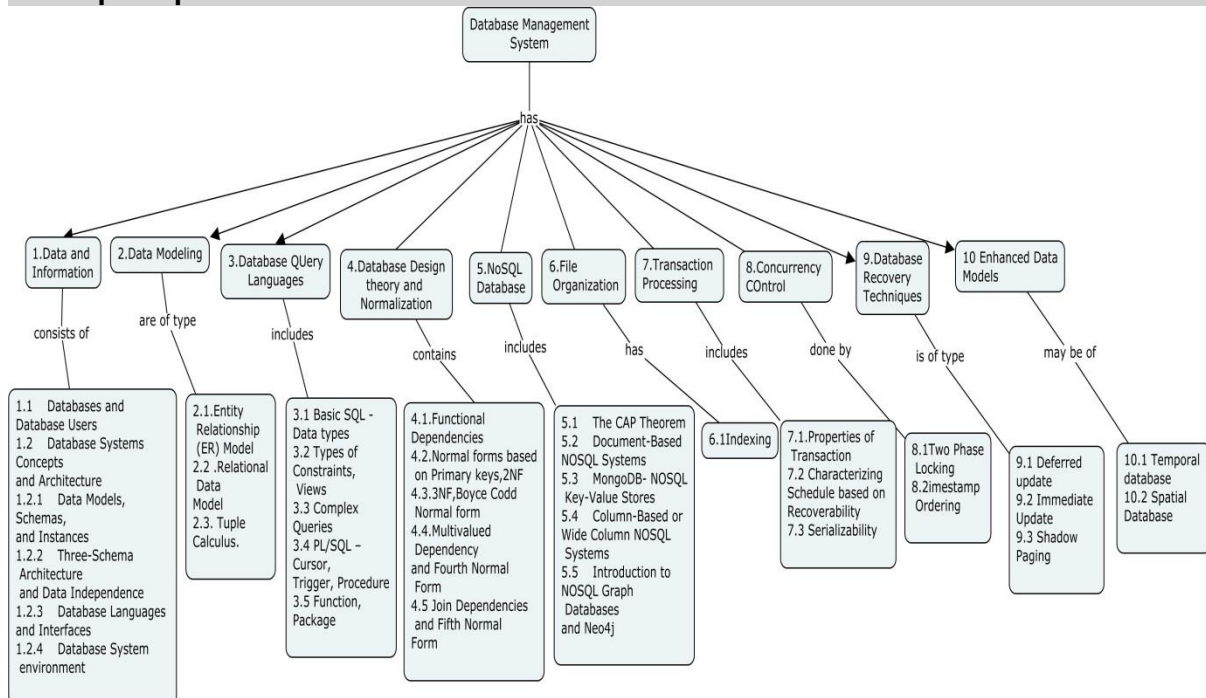 Database Management
System
has
1.Data and
Information
2.Data Modeling
3.Database QUery
Languages
4.Database Design
theory and
Normalization
5.NoSQL
Database
6.File
Organization
7.Transaction
Processing
8.Concurrency
COntrol
9.Database
Recovery
Techniques
10 Enhanced Data
Models
consists of
are of type
includes
contains
includes
has
includes
done by
is of type
may be of
1.1 Databases and
Database Users
1.2 Database Systems
Concepts
and Architecture
1.2.1 Data Models,
Schemas,
and Instances
1.2.2 Three-Schema
Architecture
and Data Independence
1.2.3 Database Languages
and Interfaces
1.2.4 Database System
environment
2.1.Entity
Relationship
(ER) Model
2.2 .Relational
Data
Model
2.3. Tuple
Calculus.
3.1 Basic SQL -
Data types
3.2 Types of
Constraints,
Views
3.3 Complex
Queries
3.4 PL/SQL –
Cursor,
Trigger, Procedure
3.5 Function,
Package
4.1.Functional
Dependencies
4.2.Normal forms based
on Primary keys,2NF
4.3.3NF,Boyce Codd
Normal form
4.4.Multivalued
Dependency
and Fourth Normal
Form
4.5 Join Dependencies
and Fifth Normal
Form
5.1 The CAP Theorem
5.2 Document-Based
NOSQL Systems
5.3 MongoDB- NOSQL
Key-Value Stores
5.4 Column-Based or
Wide Column NOSQL
Systems
5.5 Introduction to
NOSQL Graph
Databases
and Neo4j
6.1Indexing
7.1.Properties of
Transaction
7.2 Characterizing
Schedule based on
Recoverability
7.3 Serializability
8.1Two Phase
Locking
8.2imestamp
Ordering
9.1 Deferred
update
9.2 Immediate
Update
9.3 Shadow
Paging
10.1 Temporal
database
10.2 Spatial
Database